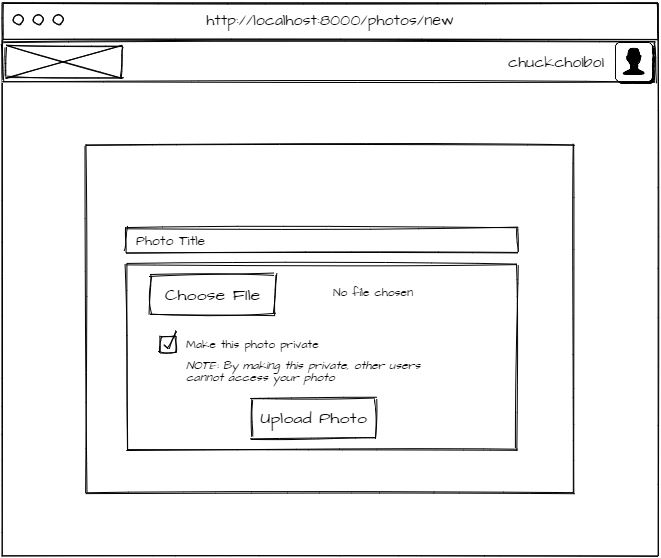 http://localhost:8000/photos/new
chuckchoiboi
Photo Title
Choose File
No file chosen
Make this photo private
NOTE: By making this private, other users
cannot access your photo
Upload Photo